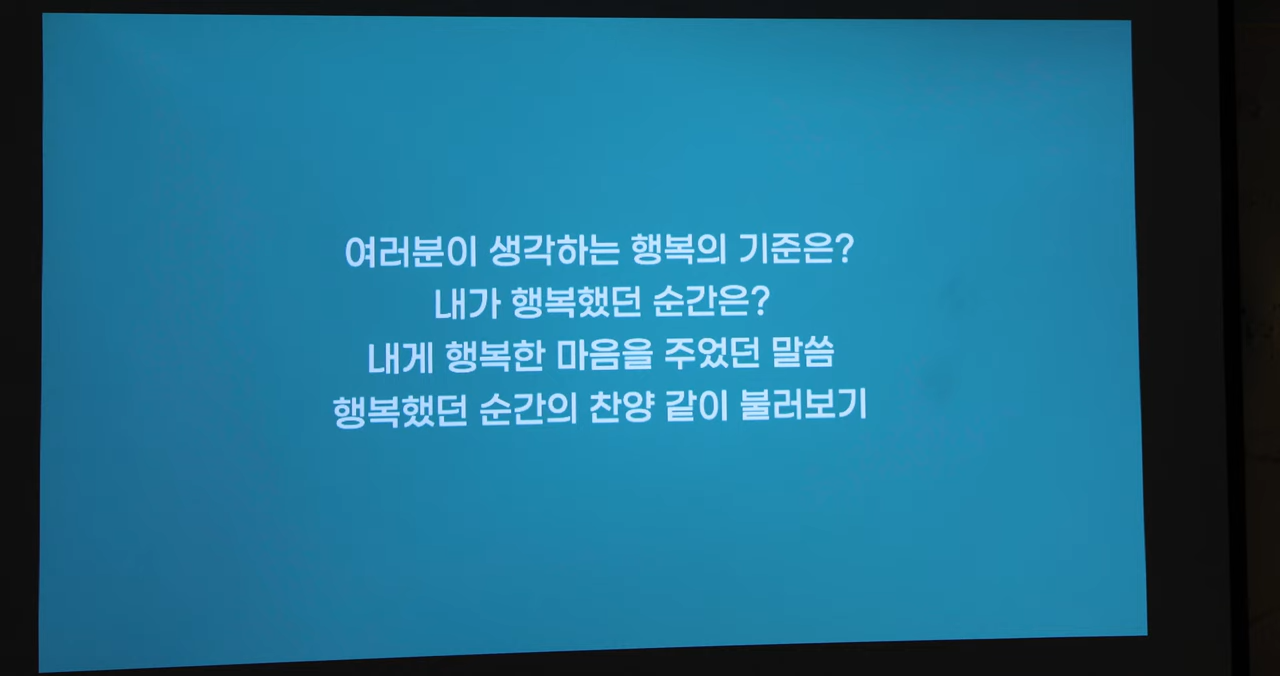 여러분이 생각하는 행복의 기준은?
내가 행복했던 순간은?
내게 행복한 마음을 주었던 말씀
행복했던 순간의 찬양 같이 불러보기